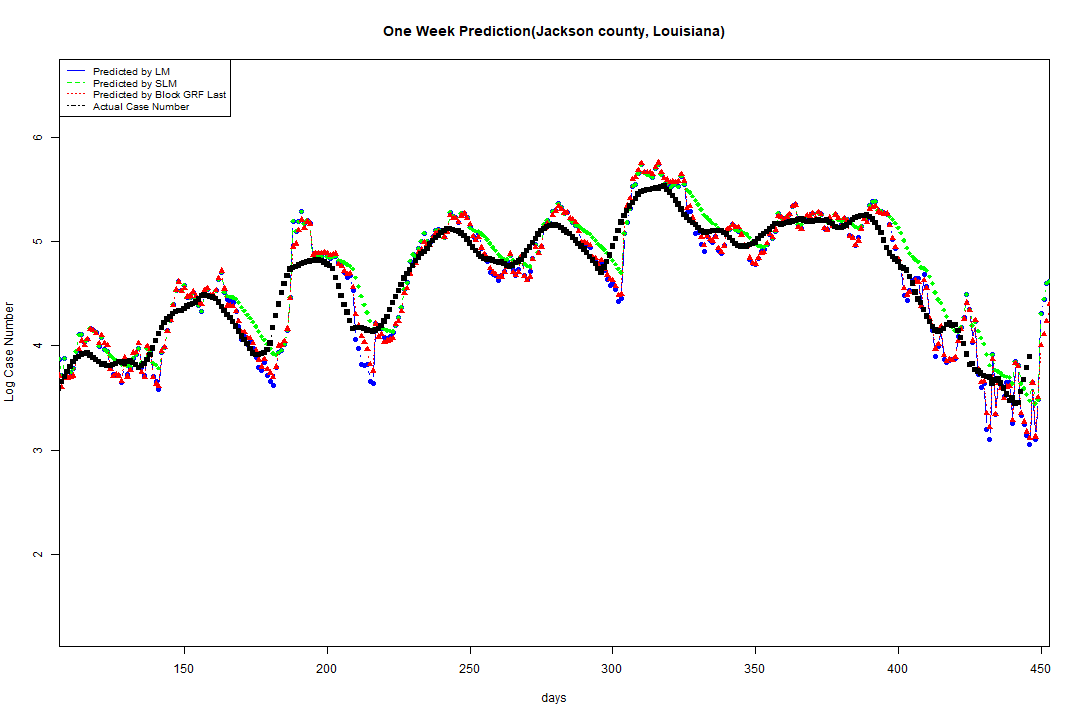 One Week Prediction(Jackson county, Louisiana)
Predicted by LM
Predicted by SLM
Predicted by Block GRF Last
Actual Case Number
6
5
4
3
2
Log Case Number
150 200 250 300 350 400 450
days